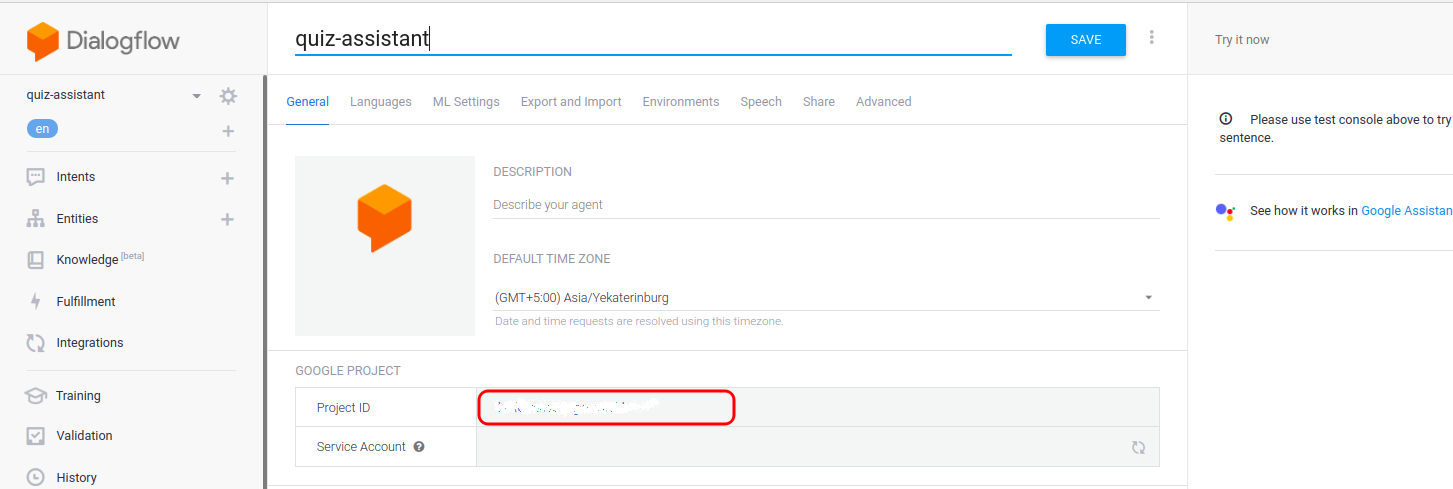 Dialogflow
quiz-assistant
en
Intents
Entities
Knowledge [beta]
Fulfillment
Integrations
Training
Validation
History
quiz-assistant
SAVE
General Languages ML Settings Export and Import Environments Speech Share Advanced
DESCRIPTION
Describe your agent
DEFAULT TIME ZONE
(GMT+5:00) Asia/Yekaterinburg
Date and time requests are resolved using this timezone.
GOOGLE PROJECT
Project ID
Service Account
Try it now
Please use test console above to try
sentence.
See how it works in Google Assistan